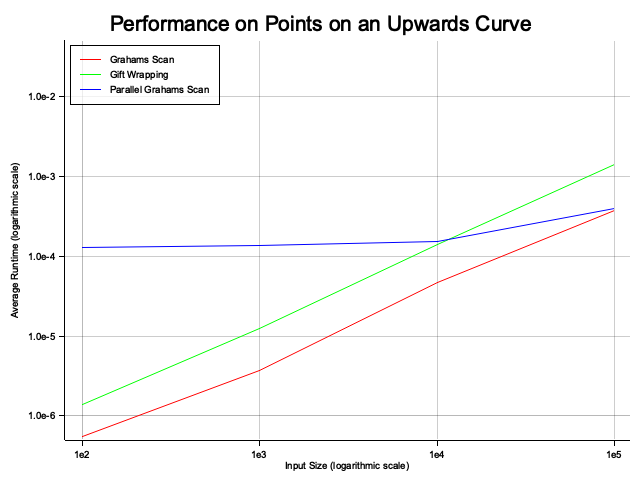 Performance on Points on an Upwards Curve
Grahams Scan
Gift Wrapping
Parallel Grahams Scan
1.0e-2
1.0e-3
1.0e-4
1.0e-5
1.0e-6
Average Runtime (logarithmic scale)
1e2 1e3 1e4 1e5
Input Size (logarithmic scale)